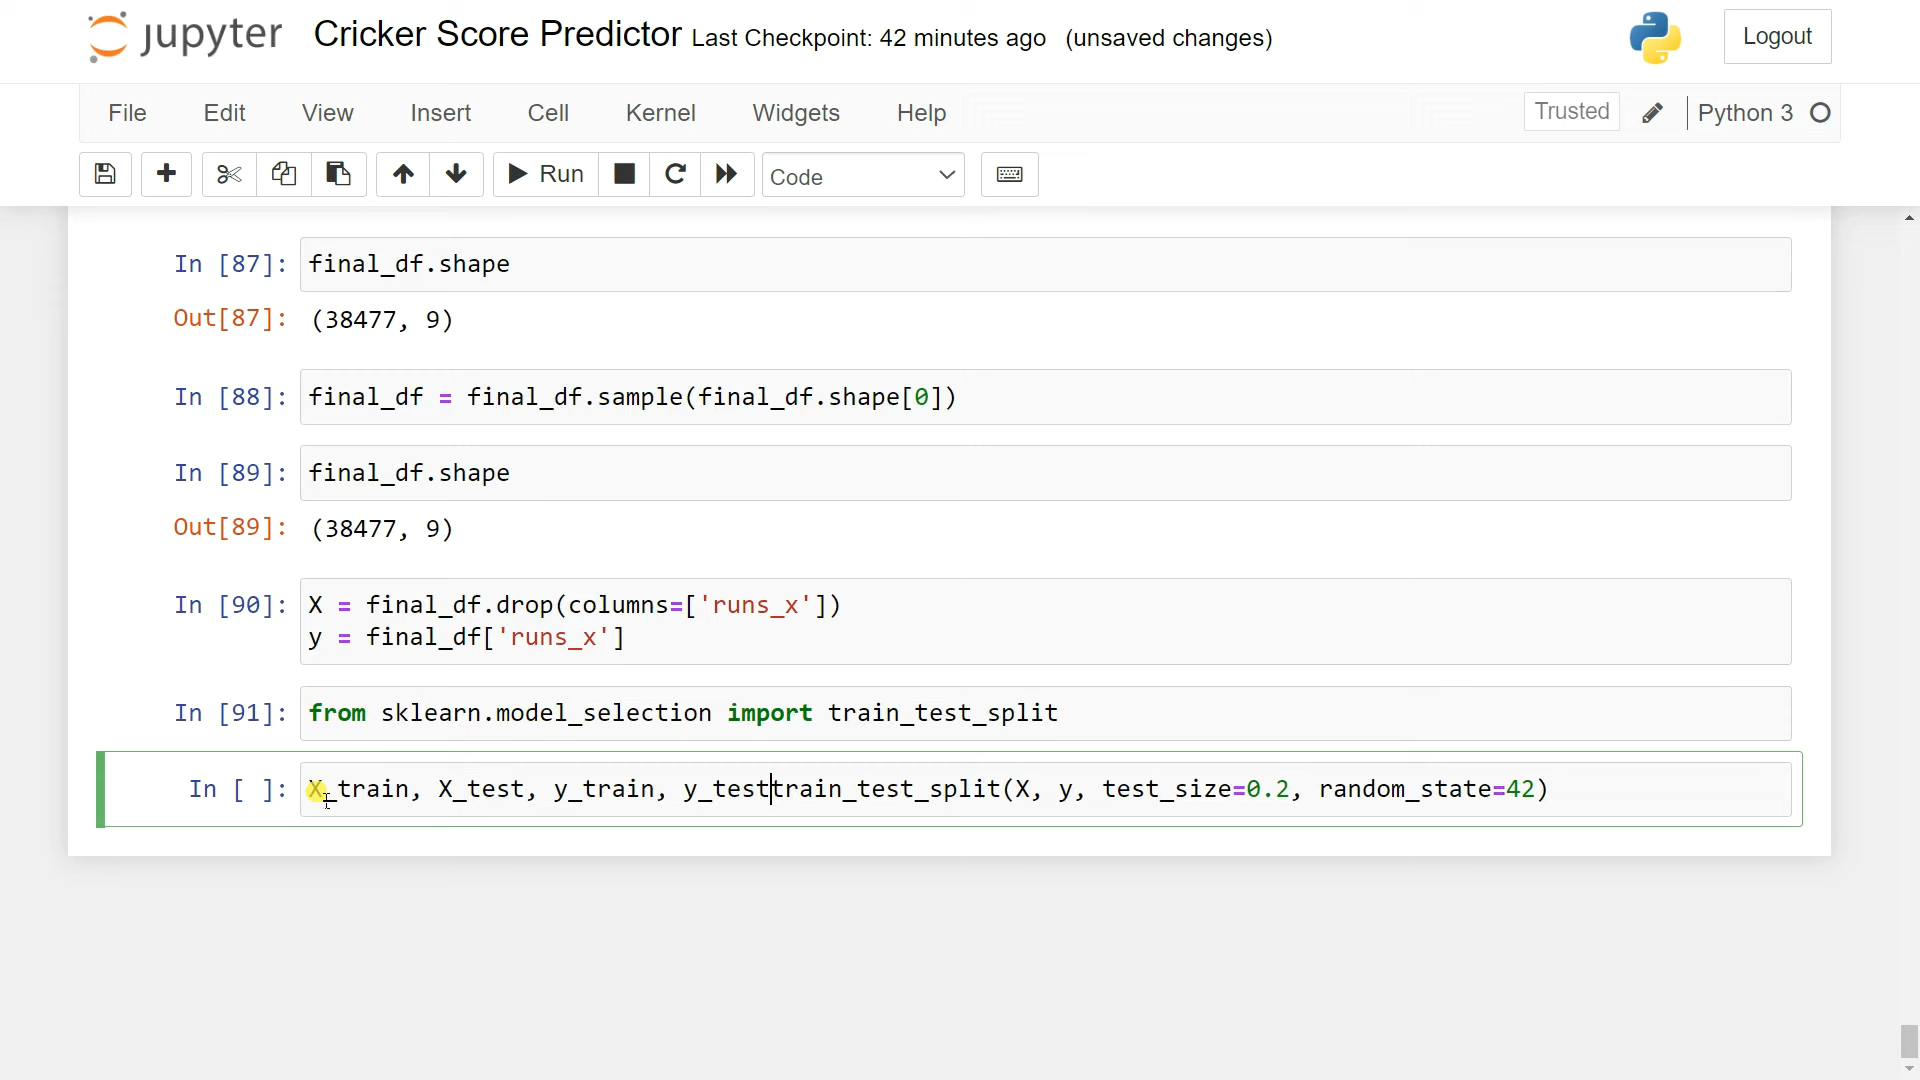 jupyter Cricker Score Predictor Last Checkpoint: 42 minutes ago (unsaved changes) Logout
File Edit View Insert Cell Kernel Widgets Help Trusted Python 3
Run Code
In [87]: final_df.shape
Out[87]: (38477, 9)
In [88]: final_df = final_df.sample(final_df.shape[0])
In [89]: final_df.shape
Out[89]: (38477, 9)
In [90]: X = final_df.drop(columns=['runs_x'])
y = final_df['runs_x']
In [91]: from sklearn.model_selection import train_test_split
In [ ]: X_train, X_test, y_train, y_testtrain_test_split(X, y, test_size=0.2, random_state=42)